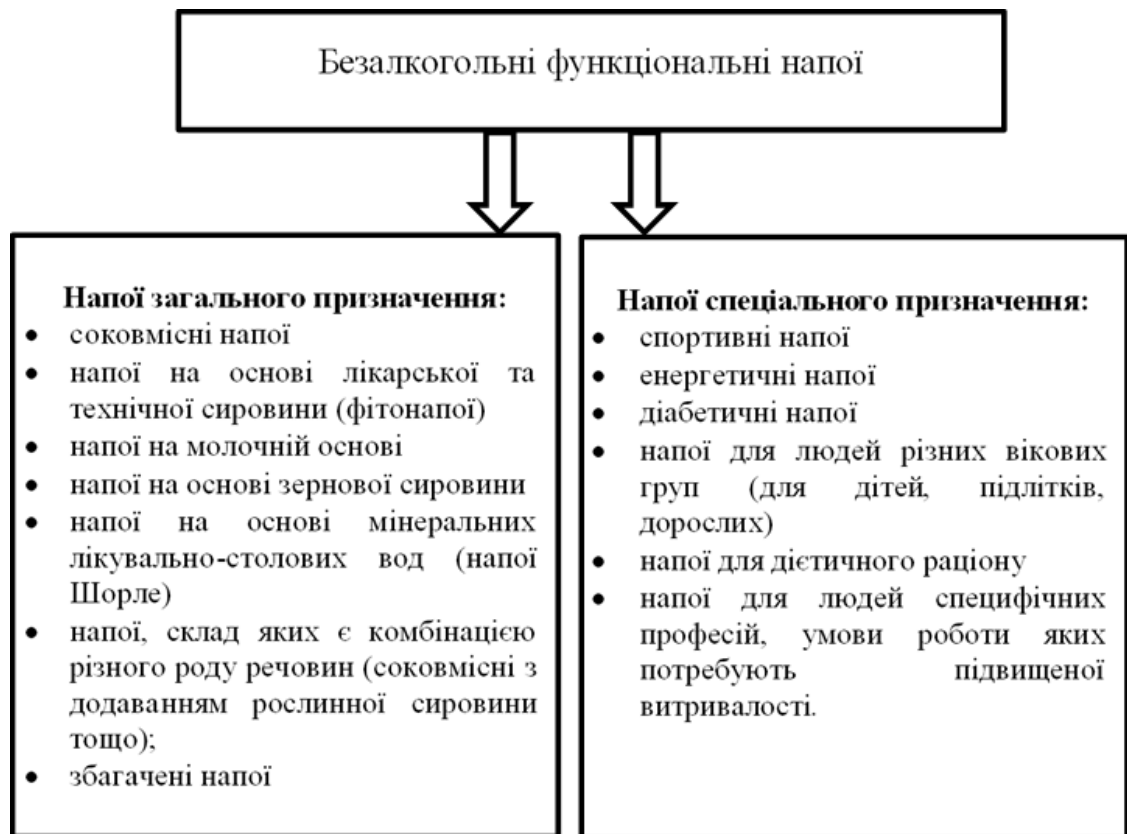 Безалкогольні функціональні напої
Напої загального призначення:
• соковмісні напої
• напої на основі лікарської та
технічної сировини (фітонапої)
• напої на молочній основі
• напої на основі зернової сировини
• напої на основі мінеральних
лікувально-столових вод (напої
Шорле)
• напої, склад яких є комбінацією
різного роду речовин (соковмісні з
додаванням рослинної сировини
тощо);
• збагачені напої
Напої спеціального призначення:
• спортивні напої
• енергетичні напої
• діабетичні напої
• напої для людей різних вікових
груп (для дітей, підлітків,
дорослих)
• напої для дієтичного раціону
• напої для людей специфічних
професій, умови роботи яких
потребують підвищеної
витривалості.